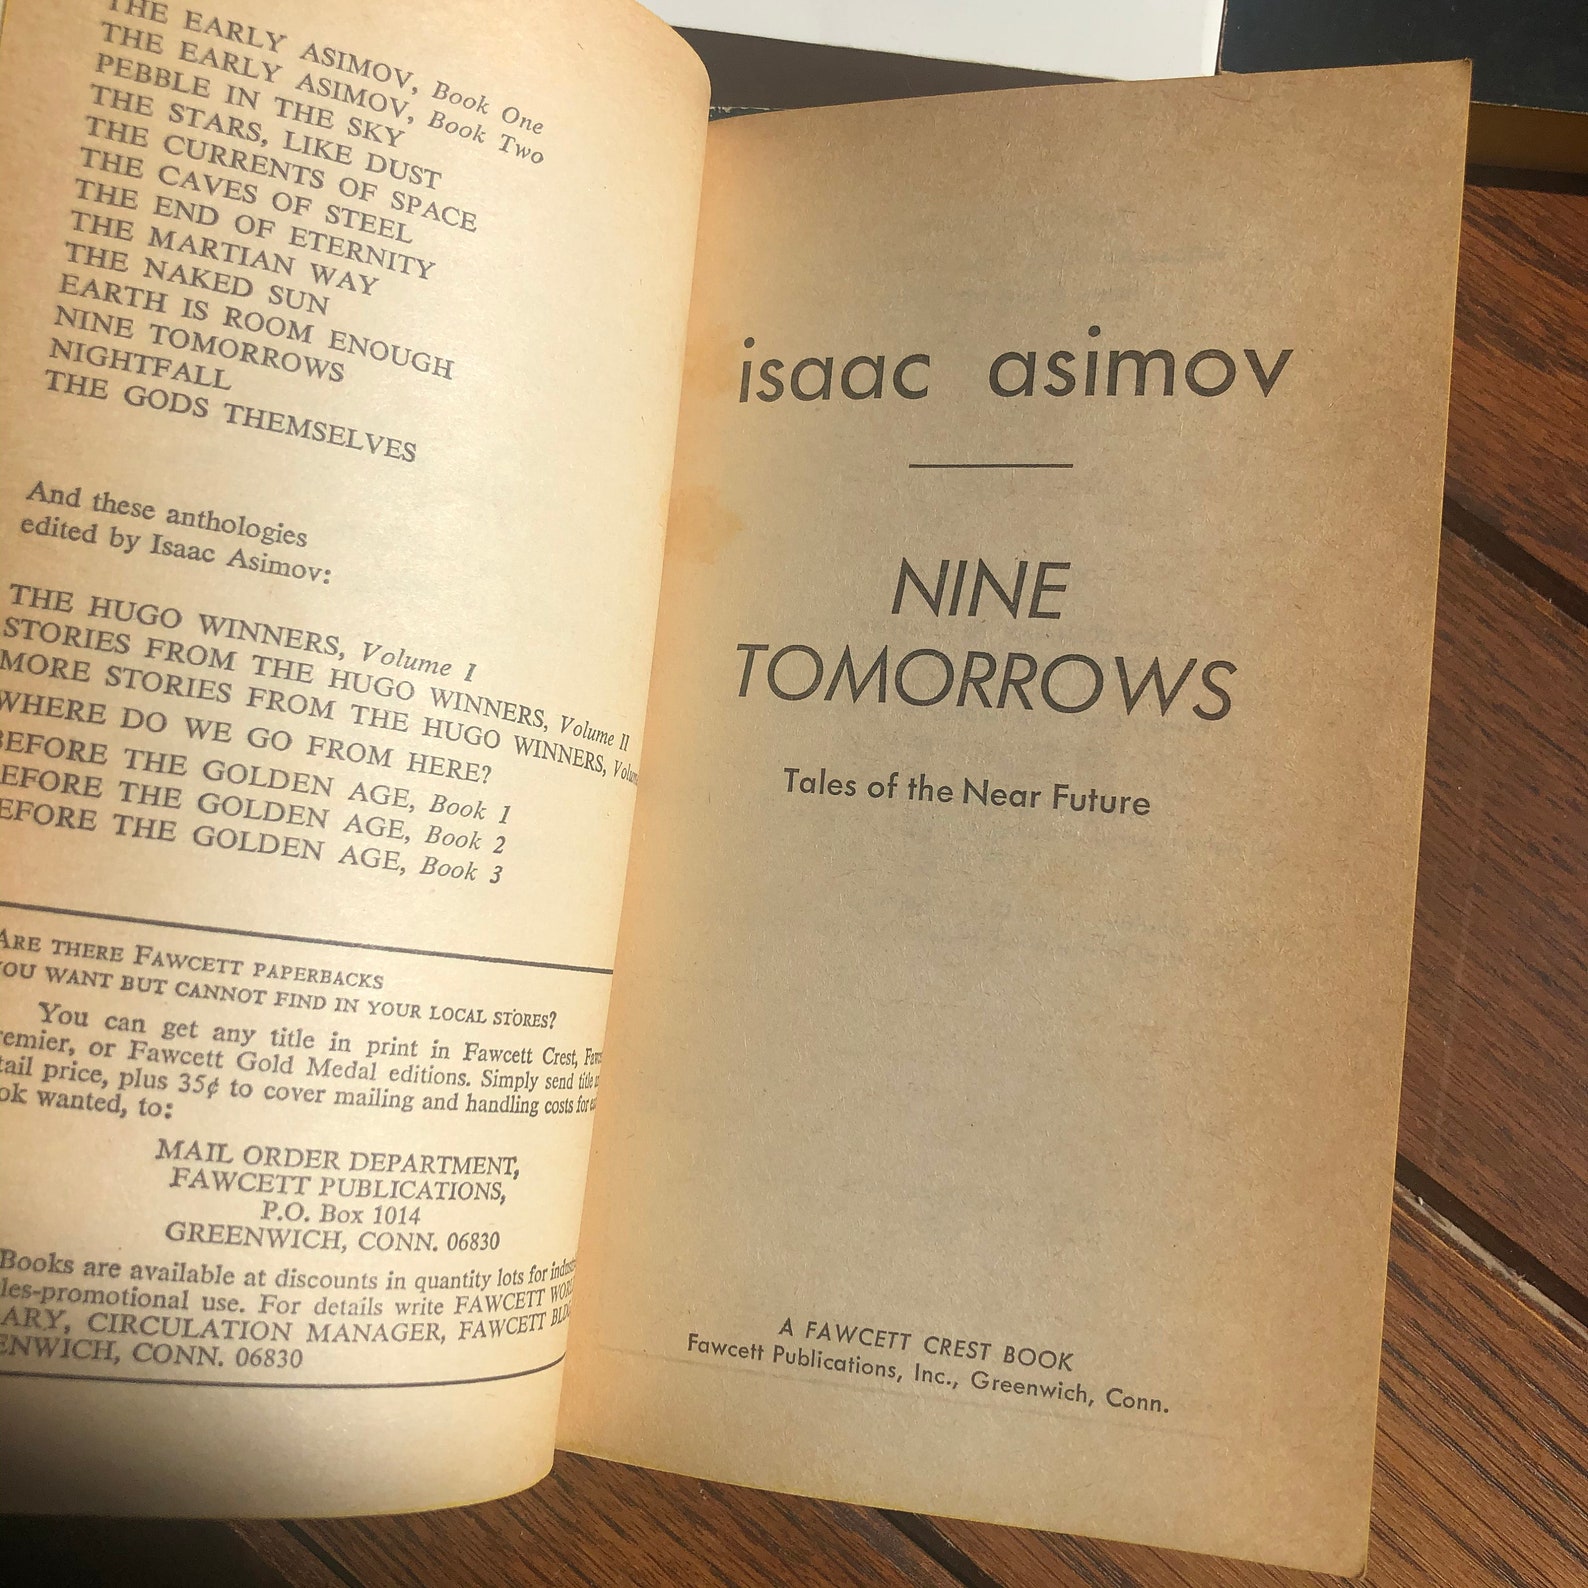 THE EARLY ASIMOV, Book One
THE EARLY ASIMOV, Book Two
PEBBLE IN THE SKY
THE STARS, LIKE DUST
THE CURRENTS OF SPACE
THE CAVES OF STEEL
THE END OF ETERNITY
THE MARTIAN WAY
THE NAKED SUN
EARTH IS ROOM ENOUGH
NINE TOMORROWS
NIGHTFALL
THE GODS THEMSELVES
And these anthologies
edited by Isaac Asimov:
THE HUGO WINNERS, Volume I
STORIES FROM THE HUGO WINNERS, Volume II
MORE STORIES FROM THE HUGO WINNERS,
WHERE DO WE GO FROM HERE?
BEFORE THE GOLDEN AGE, Book 1
EFORE THE GOLDEN AGE, Book 2
EFORE THE GOLDEN AGE, Book 3
ARE THERE FAWCETT PAPERBACKS
YOU WANT BUT CANNOT FIND IN YOUR LOCAL STORES?
You can get any title in print in Fawcett Crest,
remier, or Fawcett Gold Medal editions. Simply send title
tail price, plus 35¢ to cover mailing and handling costs for
ok wanted, to:
MAIL ORDER DEPARTMENT,
FAWCETT PUBLICATIONS,
P.O. Box 1014
GREENWICH, CONN. 06830
Books are available at discounts in quantity lots for
les-promotional use. For details write FAWCETT
ARY, CIRCULATION MANAGER, FAWCETT
ENWICH, CONN. 06830
isaac asimov
NINE
TOMORROWS
Tales of the Near Future
A FAWCETT CREST BOOK
Fawcett Publications, Inc., Greenwich, Conn.